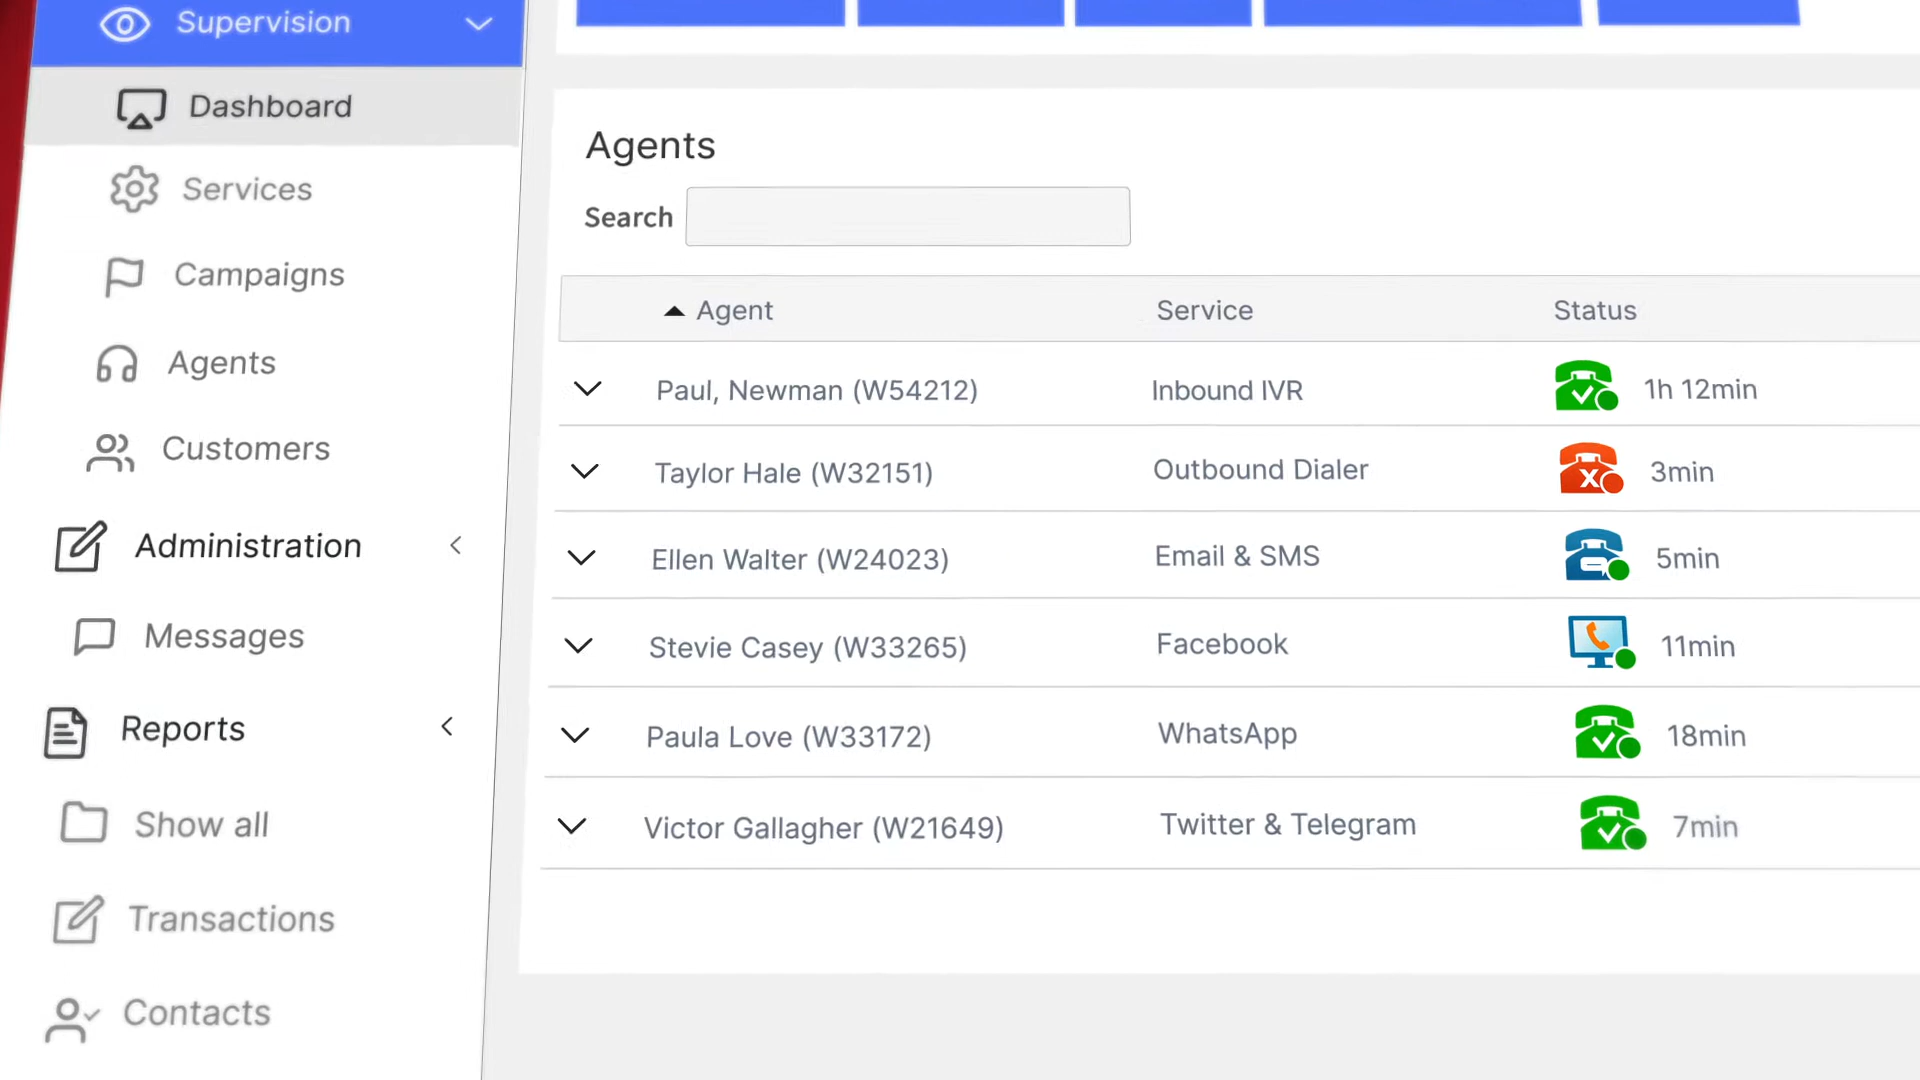 Supervision
Dashboard
Services
Campaigns
Agents
Customers
Administration
Messages
Reports
Show all
Transactions
Contacts
Agents
Search
Agent Service Status
Paul, Newman (W54212) Inbound IVR 1h 12min
Taylor Hale (W32151) Outbound Dialer 3min
Ellen Walter (W24023) Email & SMS 5min
Stevie Casey (W33265) Facebook 11min
Paula Love (W33172) WhatsApp 18min
Victor Gallagher (W21649) Twitter & Telegram 7min